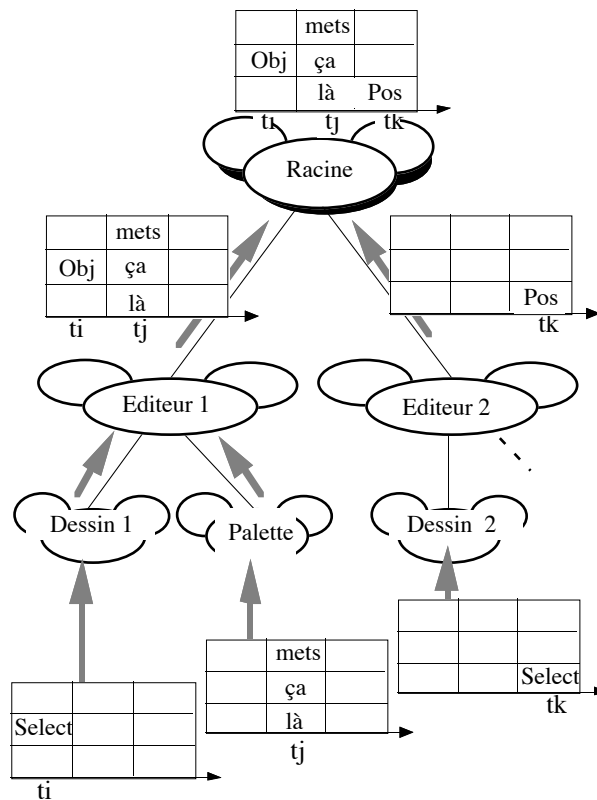 mets
Obj ça
là Pos
ti tj tk
Racine
mets
Obj ça
là
ti tj
Pos
tk
Editeur 1
Editeur 2
Dessin 1
Palette
Dessin 2
Select
tk
mets
ça
là
tj
Select
ti